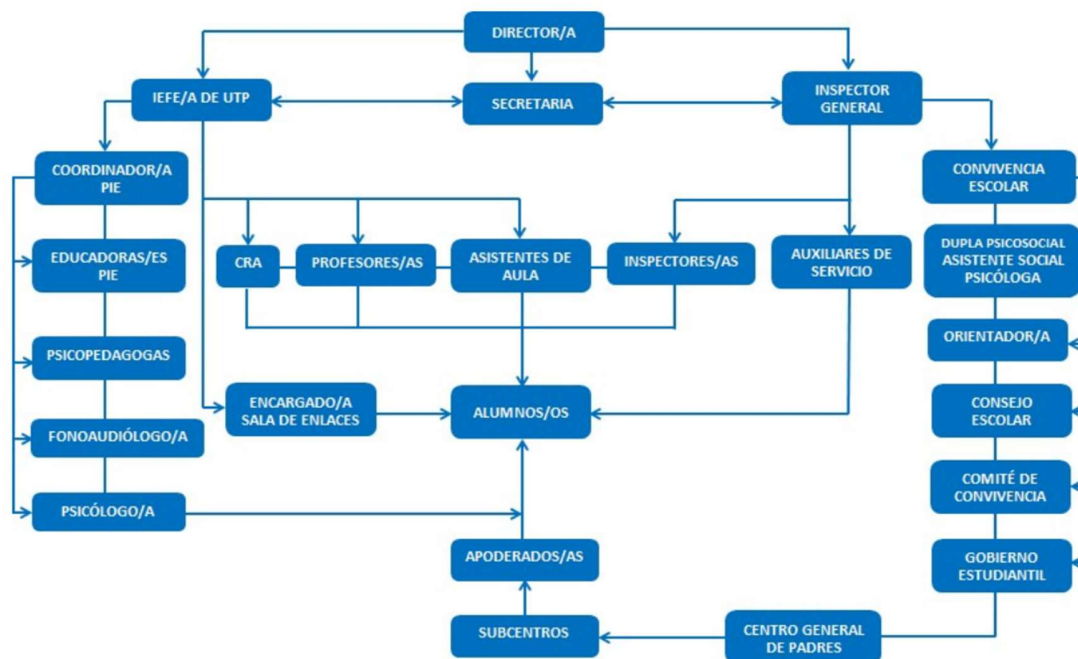 DIRECTOR/A
IEFE/A DE UTP
SECRETARIA
INSPECTOR
GENERAL
COORDINADOR/A
PIE
CONVIVENCIA
ESCOLAR
EDUCADORAS/ES
PIE
CRA
PROFESORES/AS
ASISTENTES DE
AULA
INSPECTORES/AS
AUXILIARES DE
SERVICIO
DUPLA PSICOSOCIAL
ASISTENTE SOCIAL
PSICÓLOGA
PSICOPEDAGOGAS
ORIENTADOR/A
ENCARGADO/A
SALA DE ENLACES
ALUMNOS/OS
CONSEJO
ESCOLAR
FONOAUDIÓLOGO/A
COMITÉ DE
CONVIVENCIA
PSICÓLOGO/A
APODERADOS/AS
GOBIERNO
ESTUDIANTIL
SUBCENTROS
CENTRO GENERAL
DE PADRES